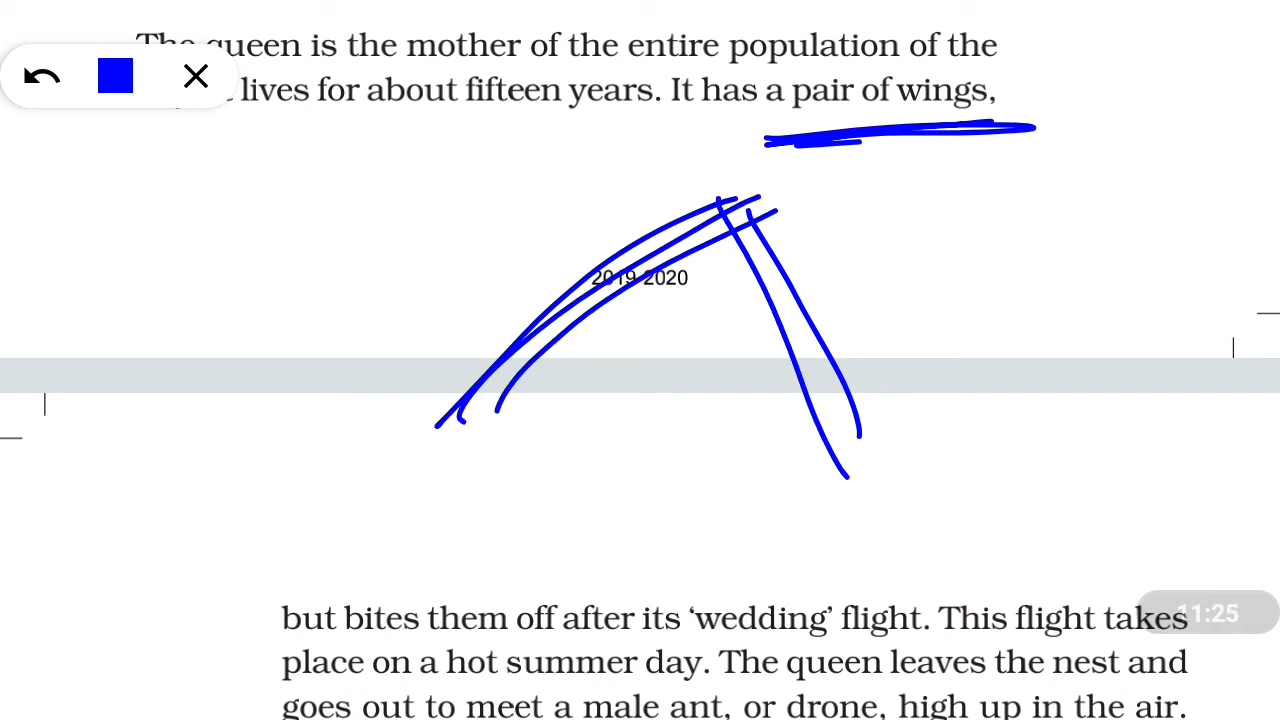 The queen is the mother of the entire population of the
lives for about fifteen years. It has a pair of wings,
2019-2020
but bites them off after its ‘wedding’ flight. This flight takes
11:25
place on a hot summer day. The queen leaves the nest and
goes out to meet a male ant, or drone, high up in the air.